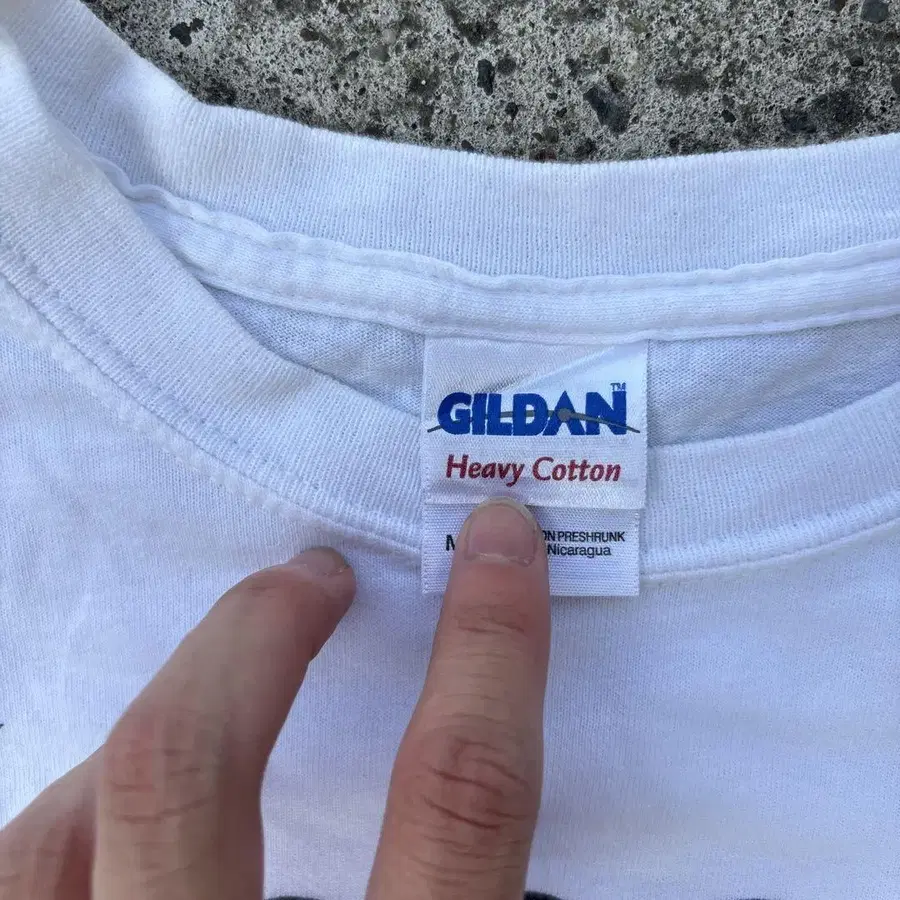 GILDAN™
Heavy Cotton
PRESHRUNK
Nicaragua